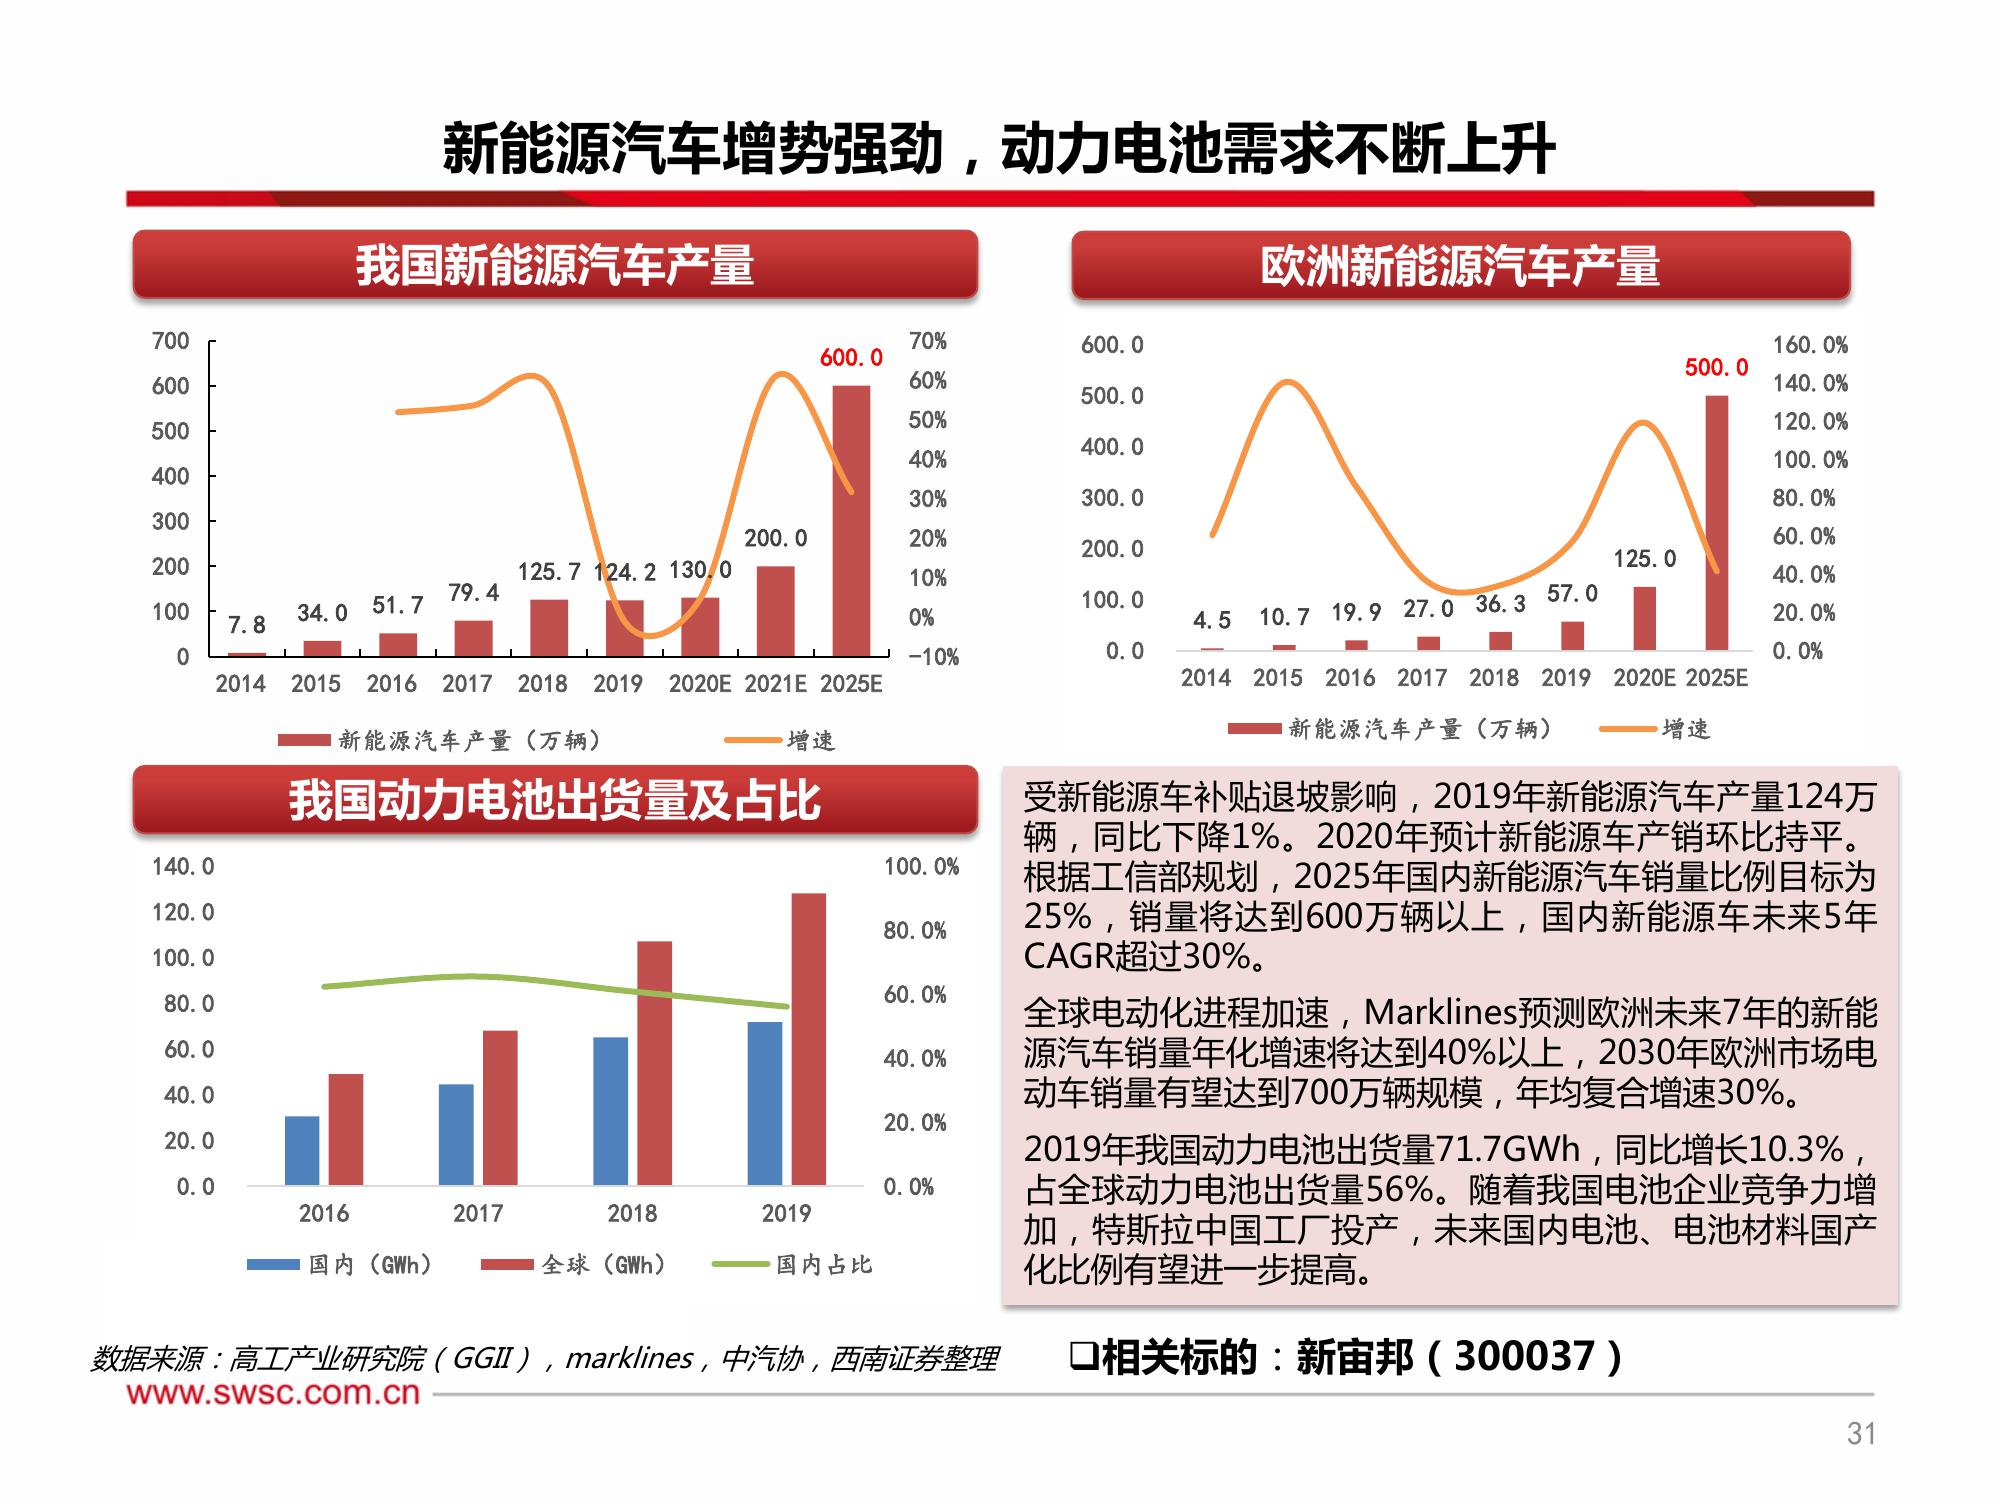 新能源汽车增势强劲，动力电池需求不断上升
我国新能源汽车产量
700
600
500
400
300
200
100
0
70%
60%
50%
40%
30%
20%
10%
0%
-10%
7.8
34.0
51.7
79.4
125.7
124.2
130.0
200.0
600.0
2014 2015 2016 2017 2018 2019 2020E 2021E 2025E
新能源汽车产量（万辆） 增速
欧洲新能源汽车产量
600.0
500.0
400.0
300.0
200.0
100.0
0.0
160.0%
140.0%
120.0%
100.0%
80.0%
60.0%
40.0%
20.0%
0.0%
4.5
10.7
19.9
27.0
36.3
57.0
125.0
500.0
2014 2015 2016 2017 2018 2019 2020E 2025E
新能源汽车产量（万辆） 增速
我国动力电池出货量及占比
140.0
120.0
100.0
80.0
60.0
40.0
20.0
0.0
100.0%
80.0%
60.0%
40.0%
20.0%
0.0%
2016 2017 2018 2019
国内（GWh） 全球（GWh） 国内占比
受新能源车补贴退坡影响，2019年新能源汽车产量124万
辆，同比下降1%。2020年预计新能源车产销环比持平。
根据工信部规划，2025年国内新能源汽车销量比例目标为
25%，销量将达到600万辆以上，国内新能源车未来5年
CAGR超过30%。
全球电动化进程加速，Marklines预测欧洲未来7年的新能
源汽车销量年化增速将达到40%以上，2030年欧洲市场电
动车销量有望达到700万辆规模，年均复合增速30%。
2019年我国动力电池出货量71.7GWh，同比增长10.3%，
占全球动力电池出货量56%。随着我国电池企业竞争力增
加，特斯拉中国工厂投产，未来国内电池、电池材料国产
化比例有望进一步提高。
数据来源：高工产业研究院（GGII），marklines，中汽协，西南证券整理
❑相关标的：新宙邦（300037）
www.swsc.com.cn
31